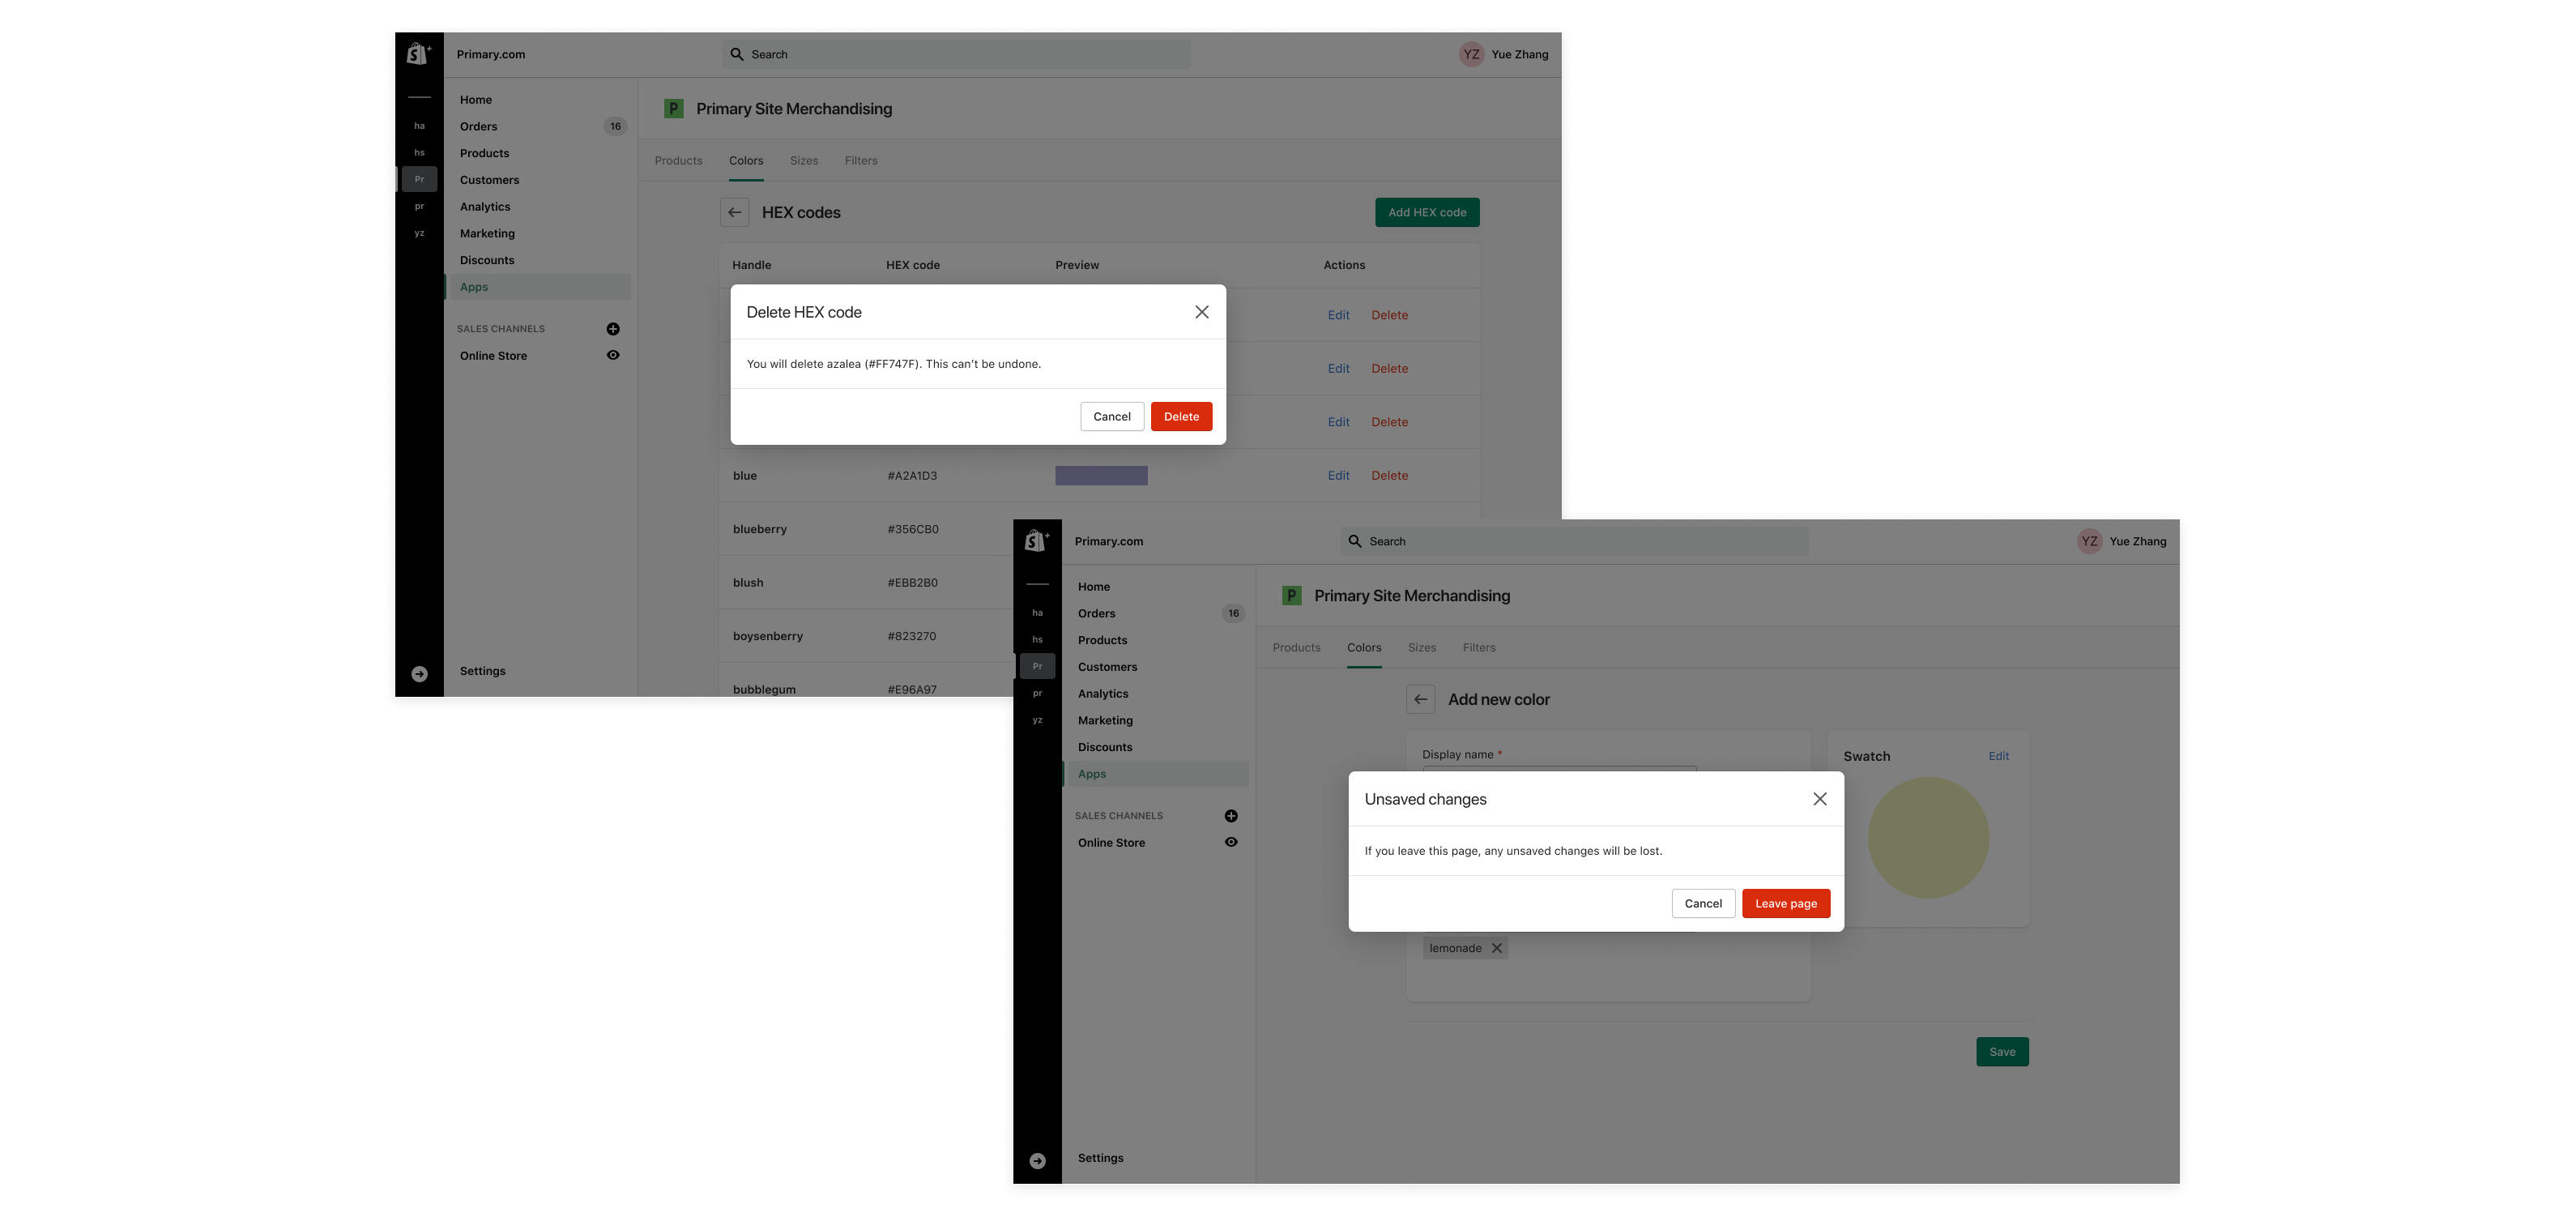 Primary.com
Search
YZ Yue Zhang
ha
hs
Pr
pr
yz
Home
Orders 16
Products
Customers
Analytics
Marketing
Discounts
Apps
SALES CHANNELS
Online Store
Settings
P Primary Site Merchandising
Products Colors Sizes Filters
HEX codes
Add HEX code
Handle HEX code Preview Actions
Edit Delete
Edit Delete
Edit Delete
Delete HEX code
You will delete azalea (#FF747F). This can't be undone.
Cancel Delete
blue #A2A1D3 Edit Delete
blueberry #356CB0
blush #EBB2B0
boysenberry #823270
bubblegum #E96A97
Primary.com
Search
YZ Yue Zhang
ha
hs
Pr
pr
yz
Home
Orders 16
Products
Customers
Analytics
Marketing
Discounts
Apps
SALES CHANNELS
Online Store
Settings
P Primary Site Merchandising
Products Colors Sizes Filters
Add new color
Display name *
Swatch Edit
Unsaved changes
If you leave this page, any unsaved changes will be lost.
Cancel Leave page
lemonade
Save